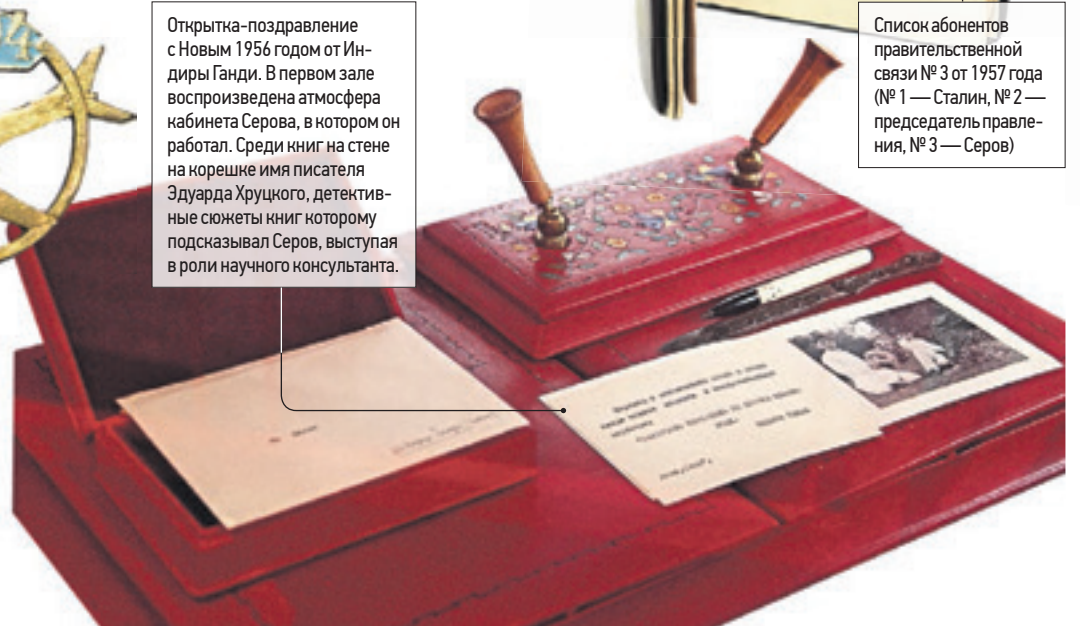 Открытка-поздравление
с Новым 1956 годом от Ин-
диры Ганди. В первом зале
воспроизведена атмосфера
кабинета Серова, в котором он
работал. Среди книг на стене
на корешке имя писателя
Эдуарда Хруцкого, детектив-
ные сюжеты книг которому
подсказывал Серов, выступая
в роли научного консультанта.
Список абонентов
правительственной
связи № 3 от 1957 года
(№ 1 — Сталин, № 2 —
председатель правле-
ния, № 3 — Серов)